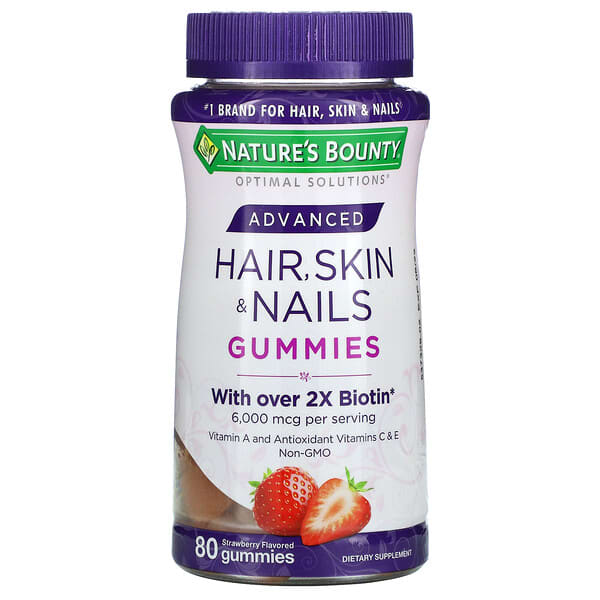 #1 BRAND FOR HAIR, SKIN & NAILS
NATURE'S BOUNTY®
OPTIMAL SOLUTIONS®
ADVANCED
HAIR, SKIN
& NAILS
GUMMIES
With over 2X Biotin*
6,000 mcg per serving
Vitamin A and Antioxidant Vitamins C & E
Non-GMO
Strawberry Flavored
80 gummies
DIETARY SUPPLEMENT